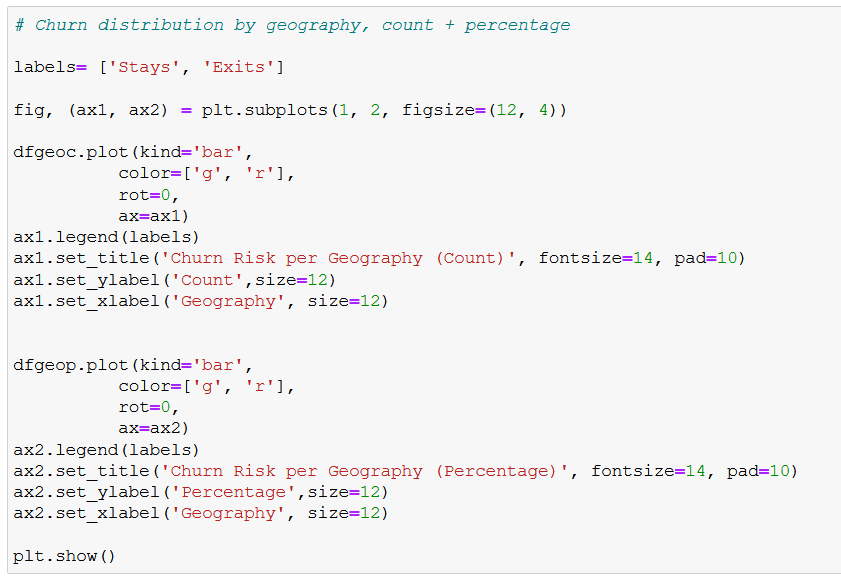 # Churn distribution by geography, count + percentage
labels= ['Stays', 'Exits']
fig, (ax1, ax2) = plt.subplots(1, 2, figsize=(12, 4))
dfgeoc.plot(kind='bar',
          color=['g', 'r'],
          rot=0,
          ax=ax1)
ax1.legend(labels)
ax1.set_title('Churn Risk per Geography (Count)', fontsize=14, pad=10)
ax1.set_ylabel('Count',size=12)
ax1.set_xlabel('Geography', size=12)
dfgeop.plot(kind='bar',
          color=['g', 'r'],
          rot=0,
          ax=ax2)
ax2.legend(labels)
ax2.set_title('Churn Risk per Geography (Percentage)', fontsize=14, pad=10)
ax2.set_ylabel('Percentage',size=12)
ax2.set_xlabel('Geography', size=12)
plt.show()